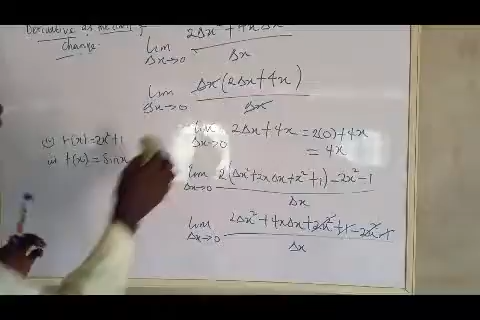 Derivative as the limit of
Change.
lim Δx→0 2Δx² + 4xΔx / Δx
lim Δx→0 Δx(2Δx+4x) / Δx
(i) f(x) = 2x²+1
(ii) f(x) = Sinx
lim Δx→0 2Δx+4x = 2(0)+4x
= 4x
lim Δx→0 2(Δx²+2xΔx+x²+1)-2x²-1 / Δx
lim Δx→0 2Δx²+4xΔx+2x²+1-2x²-1 / Δx